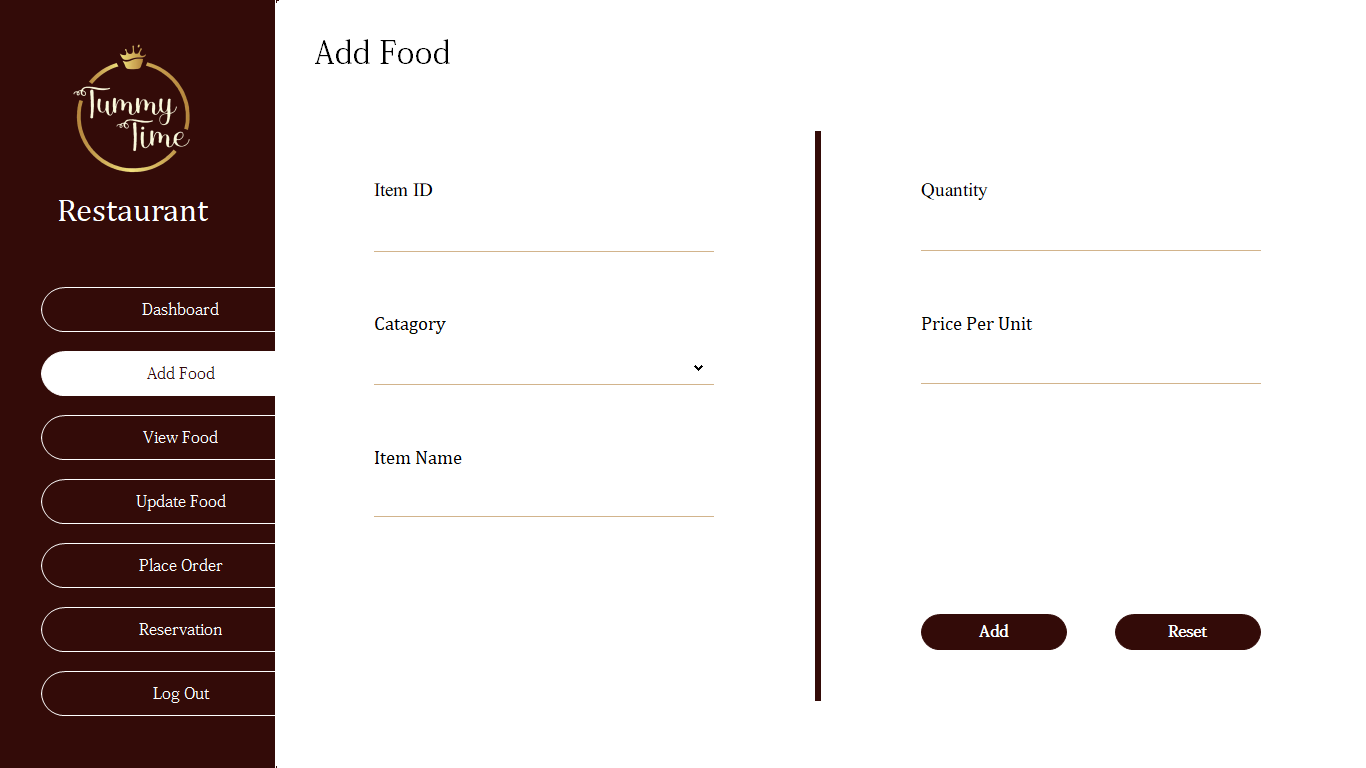 Tummy
Time
Restaurant
Dashboard
Add Food
View Food
Update Food
Place Order
Reservation
Log Out
Add Food
Item ID
Catagory
Item Name
Quantity
Price Per Unit
Add
Reset